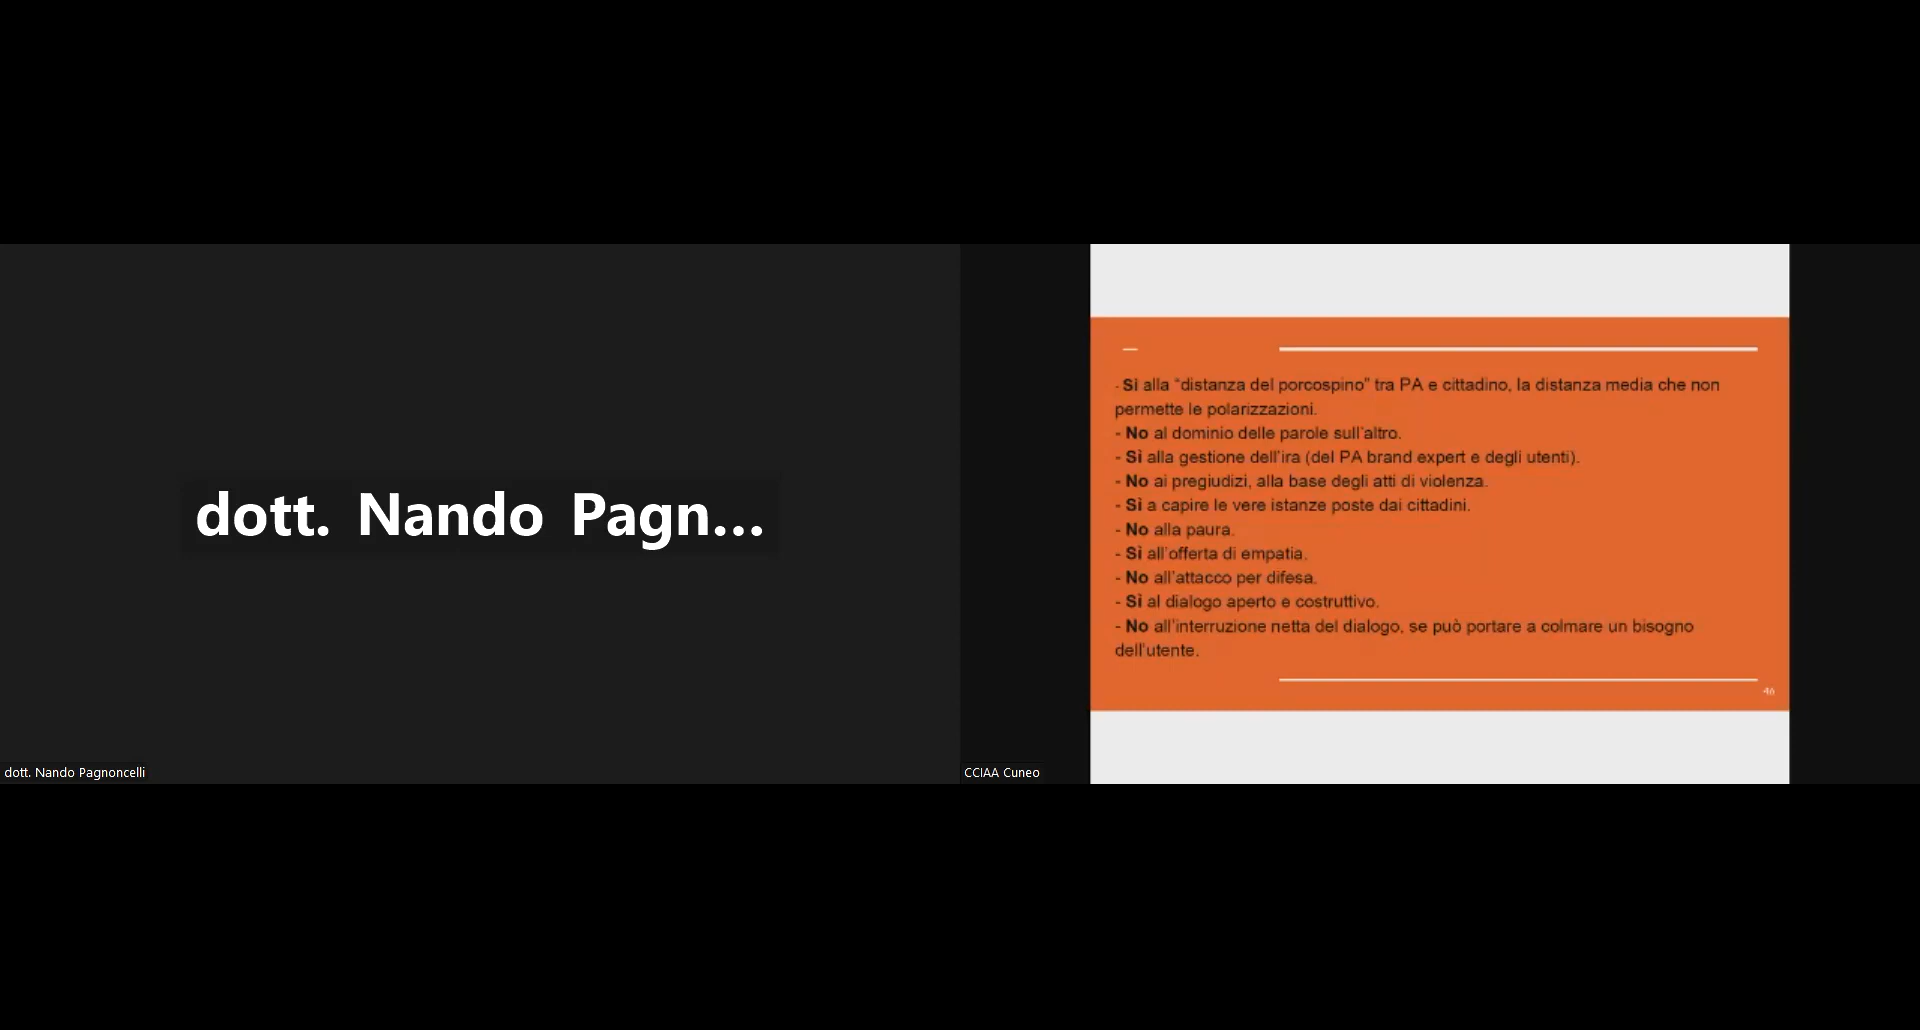 dott. Nando Pagn...
dott. Nando Pagnoncelli
- Sì alla “distanza del porcospino” tra PA e cittadino, la distanza media che non
permette le polarizzazioni.
- No al dominio delle parole sull’altro.
- Sì alla gestione dell’ira (del PA brand expert e degli utenti).
- No ai pregiudizi, alla base degli atti di violenza.
- Sì a capire le vere istanze poste dai cittadini.
- No alla paura.
- Sì all’offerta di empatia.
- No all’attacco per difesa.
- Sì al dialogo aperto e costruttivo.
- No all’interruzione netta del dialogo, se può portare a colmare un bisogno
dell’utente.
46
CCIAA Cuneo